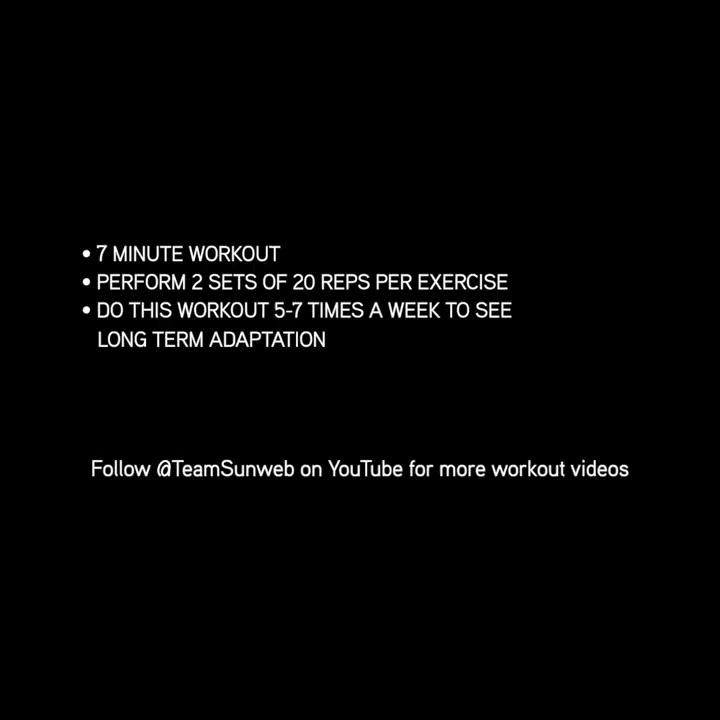 • 7 MINUTE WORKOUT
• PERFORM 2 SETS OF 20 REPS PER EXERCISE
• DO THIS WORKOUT 5-7 TIMES A WEEK TO SEE
LONG TERM ADAPTATION
Follow @TeamSunweb on YouTube for more workout videos